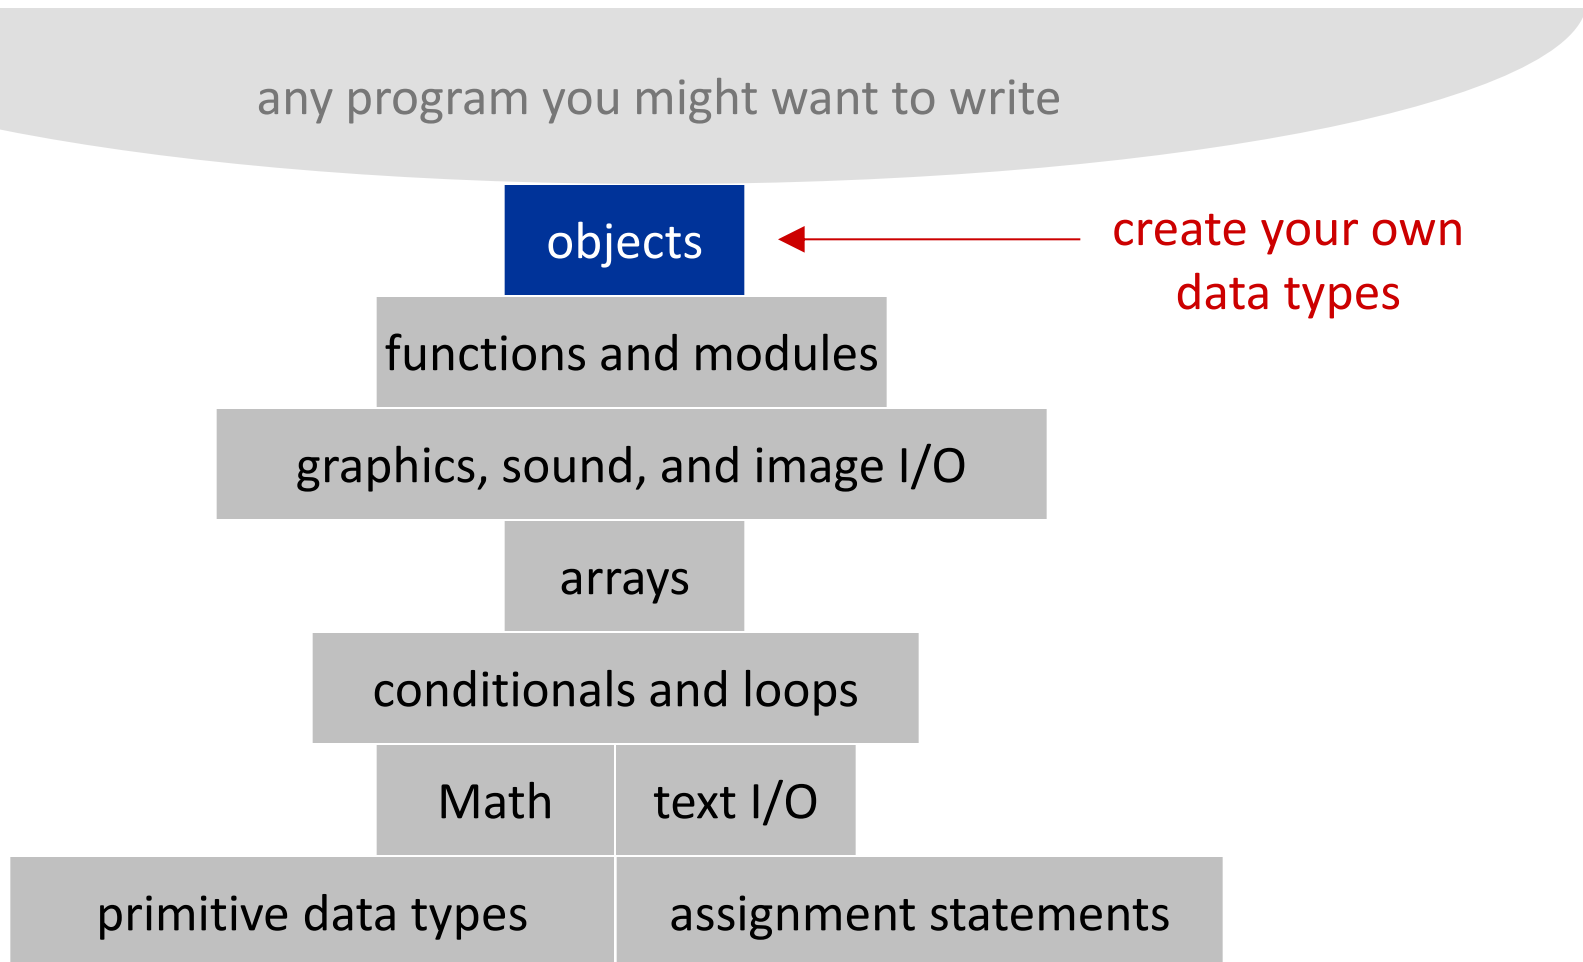 any program you might want to write
objects
create your own
data types
functions and modules
graphics, sound, and image I/O
arrays
conditionals and loops
Math
text I/O
primitive data types
assignment statements